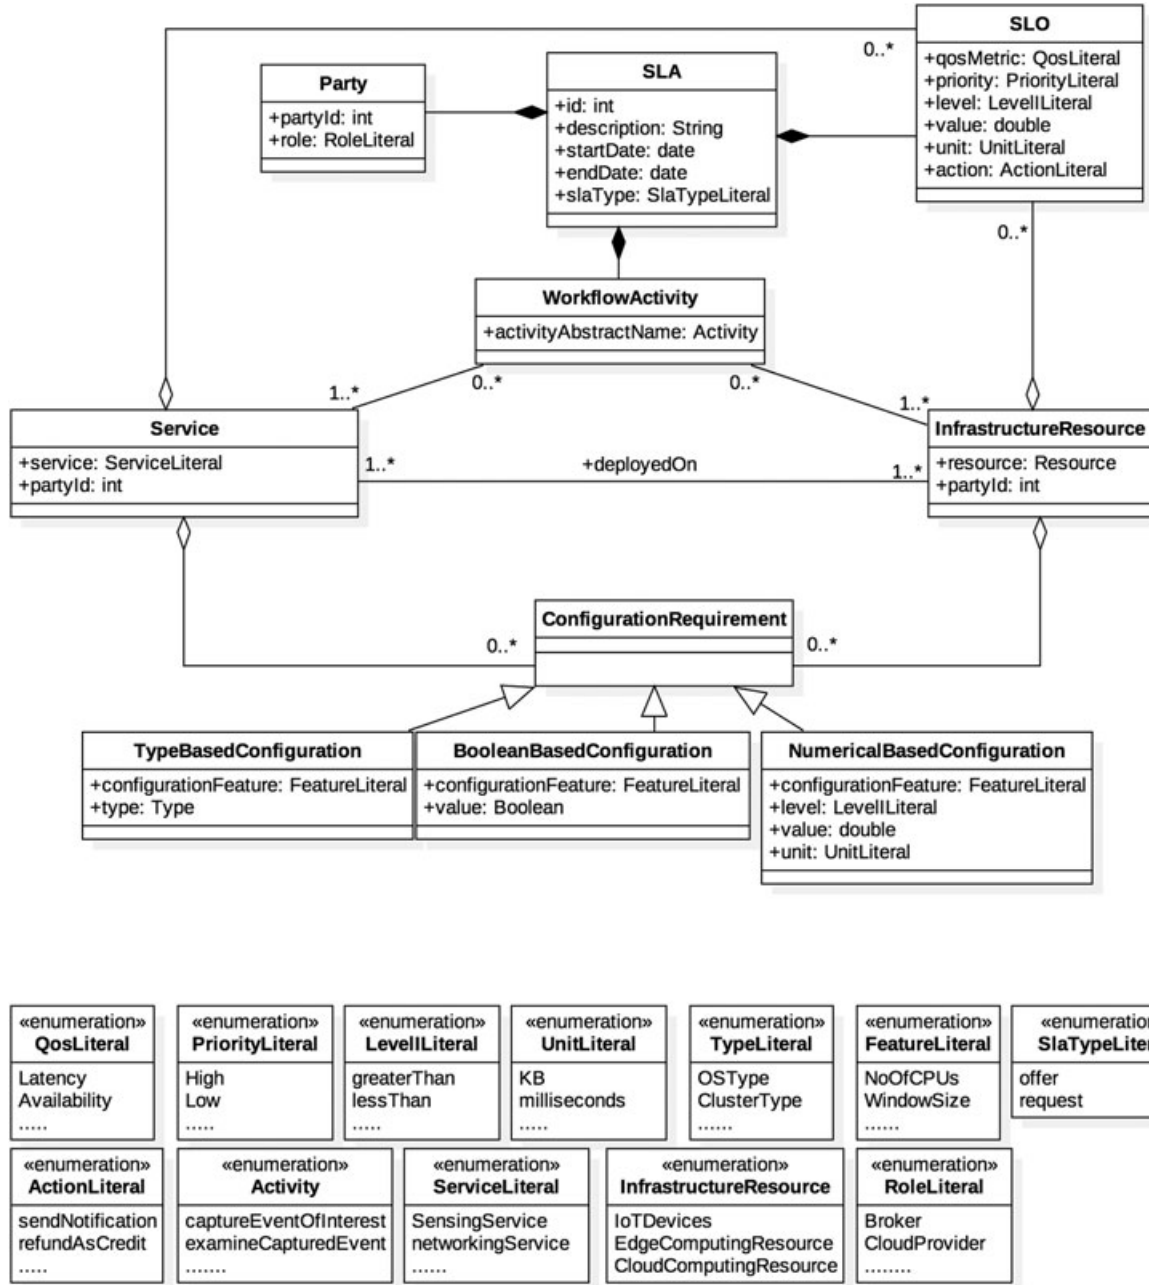 SLO
+qosMetric: QosLiteral
+priority: PriorityLiteral
+level: LevelILiteral
+value: double
+unit: UnitLiteral
+action: ActionLiteral
0..*
0..*
SLA
+id: int
+description: String
+startDate: date
+endDate: date
+slaType: SlaTypeLiteral
Party
+partyId: int
+role: RoleLiteral
WorkflowActivity
+activityAbstractName: Activity
1..*
0..*
0..*
1..*
Service
+service: ServiceLiteral
+partyId: int
1..*
+deployedOn
1..*
InfrastructureResource
+resource: Resource
+partyId: int
ConfigurationRequirement
0..*
0..*
TypeBasedConfiguration
+configurationFeature: FeatureLiteral
+type: Type
BooleanBasedConfiguration
+configurationFeature: FeatureLiteral
+value: Boolean
NumericalBasedConfiguration
+configurationFeature: FeatureLiteral
+level: LevelILiteral
+value: double
+unit: UnitLiteral
«enumeration»
QosLiteral
Latency
Availability
.....
«enumeration»
PriorityLiteral
High
Low
.....
«enumeration»
LevelILiteral
greaterThan
lessThan
.....
«enumeration»
UnitLiteral
KB
milliseconds
.....
«enumeration»
TypeLiteral
OSType
ClusterType
......
«enumeration»
FeatureLiteral
NoOfCPUs
WindowSize
......
«enumeratio
SlaTypeLiter
offer
request
«enumeration»
ActionLiteral
sendNotification
refundAsCredit
.....
«enumeration»
Activity
captureEventOfInterest
examineCapturedEvent
.......
«enumeration»
ServiceLiteral
SensingService
networkingService
......
«enumeration»
InfrastructureResource
IoTDevices
EdgeComputingResource
CloudComputingResource
«enumeration»
RoleLiteral
Broker
CloudProvider
........